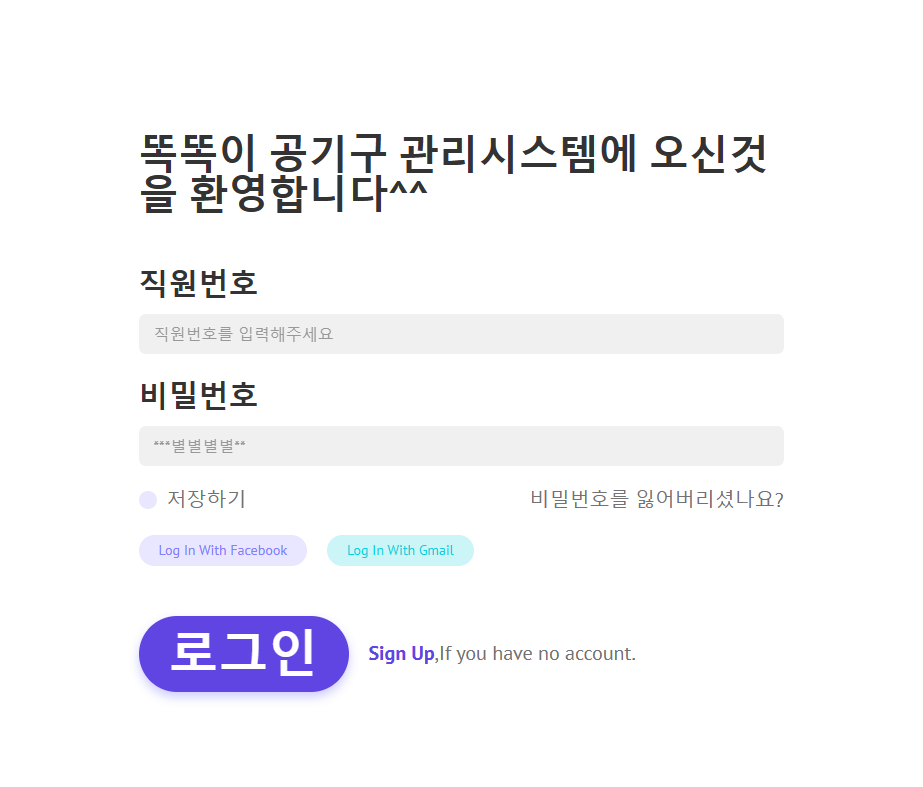 똑똑이 공기구 관리시스템에 오신것
을 환영합니다^^
직원번호
직원번호를 입력해주세요
비밀번호
***별별별별**
저장하기 비밀번호를 잃어버리셨나요?
Log In With Facebook Log In With Gmail
로그인 Sign Up,If you have no account.